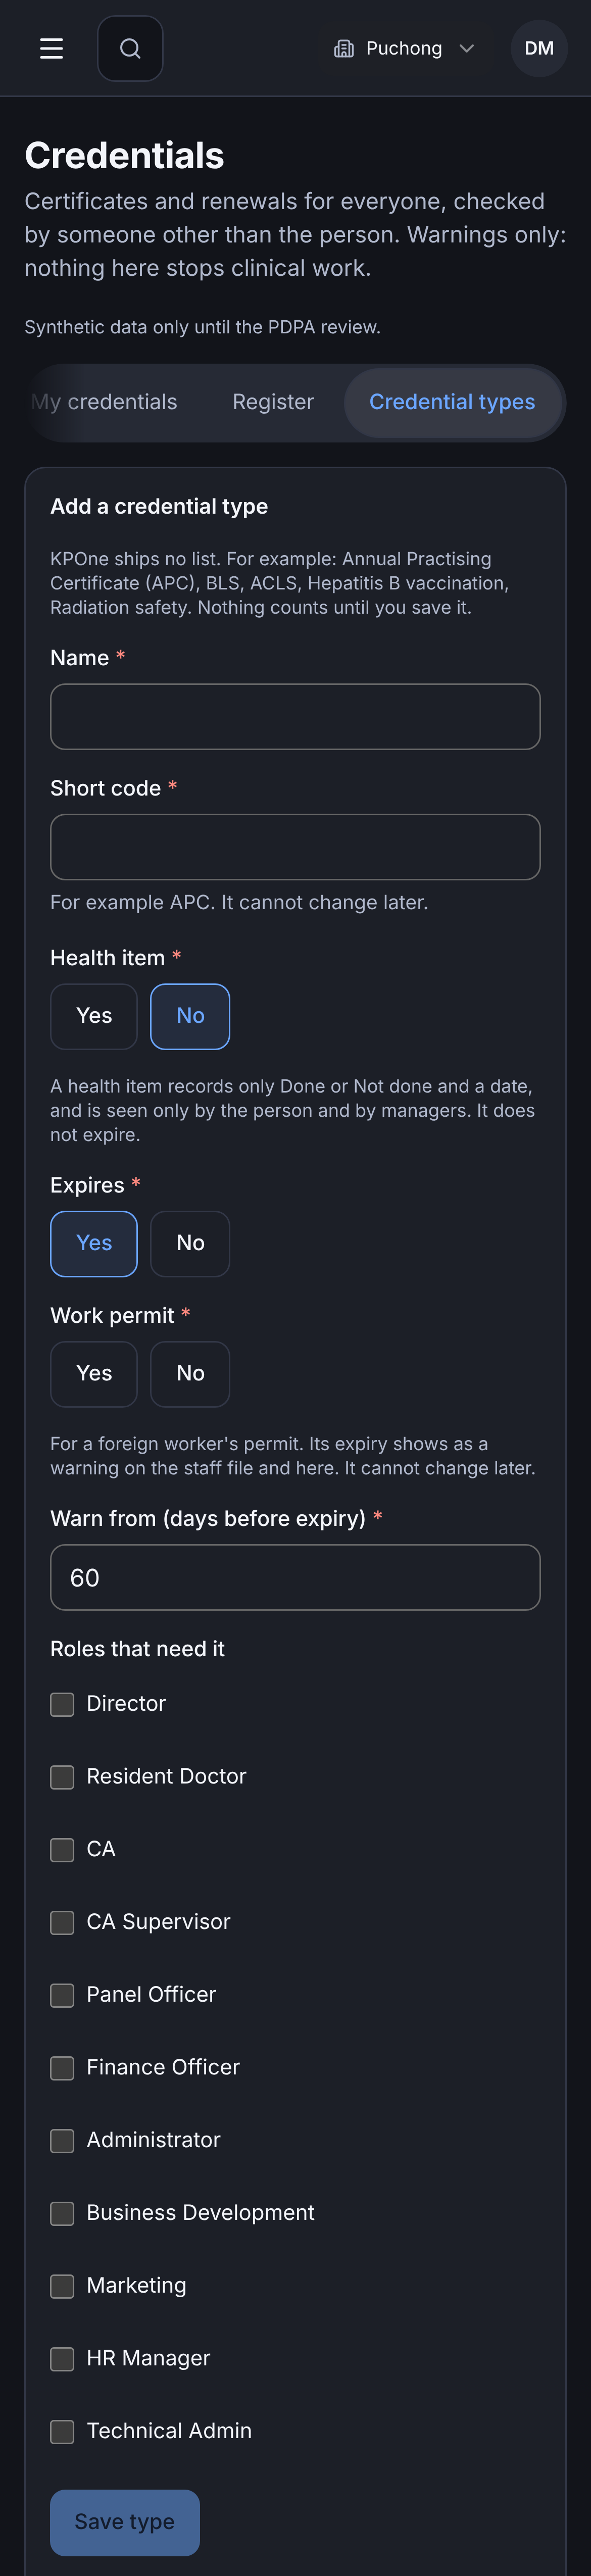 Puchong
DM
Credentials
Certificates and renewals for everyone, checked
by someone other than the person. Warnings only:
nothing here stops clinical work.
Synthetic data only until the PDPA review.
My credentials
Register
Credential types
Add a credential type
KPOne ships no list. For example: Annual Practising
Certificate (APC), BLS, ACLS, Hepatitis B vaccination,
Radiation safety. Nothing counts until you save it.
Name *
Short code *
For example APC. It cannot change later.
Health item *
Yes
No
A health item records only Done or Not done and a date,
and is seen only by the person and by managers. It does
not expire.
Expires *
Yes
No
Work permit *
Yes
No
For a foreign worker's permit. Its expiry shows as a
warning on the staff file and here. It cannot change later.
Warn from (days before expiry) *
60
Roles that need it
Director
Resident Doctor
CA
CA Supervisor
Panel Officer
Finance Officer
Administrator
Business Development
Marketing
HR Manager
Technical Admin
Save type